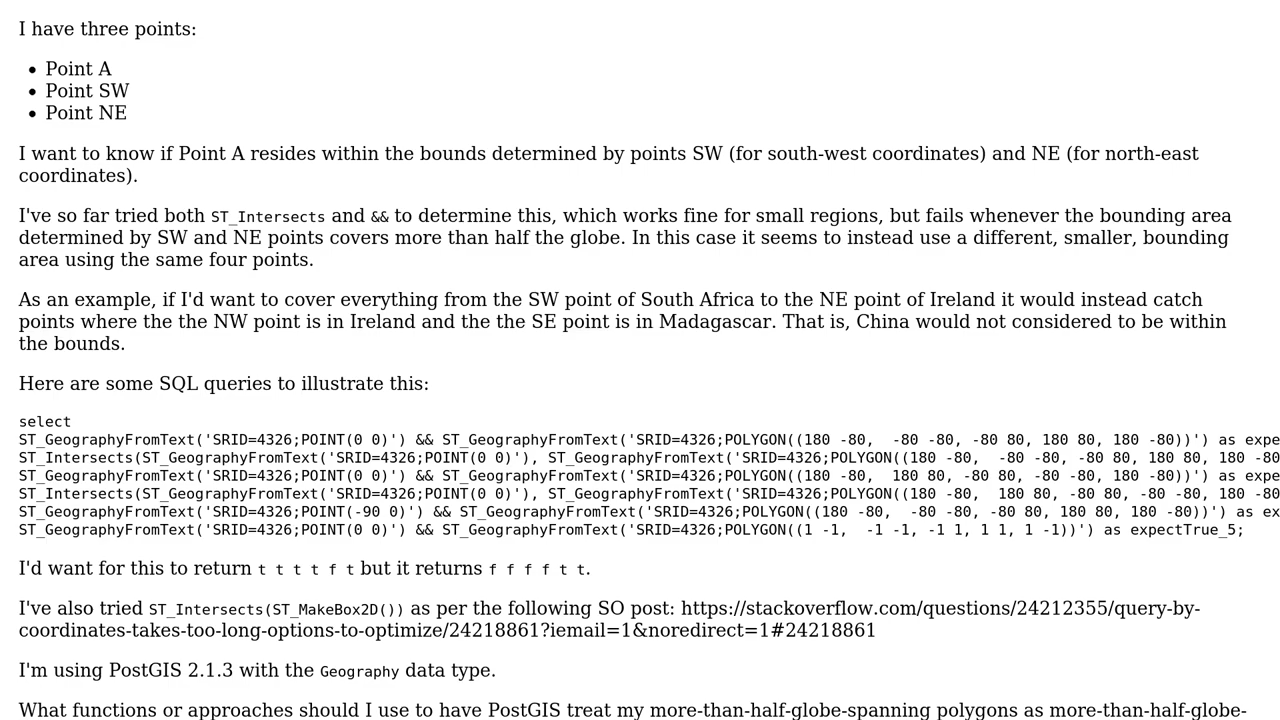 I have three points:
Point A
Point SW
Point NE
I want to know if Point A resides within the bounds determined by points SW (for south-west coordinates) and NE (for north-east
coordinates).
I've so far tried both ST_Intersects and && to determine this, which works fine for small regions, but fails whenever the bounding area
determined by SW and NE points covers more than half the globe. In this case it seems to instead use a different, smaller, bounding
area using the same four points.
As an example, if I'd want to cover everything from the SW point of South Africa to the NE point of Ireland it would instead catch
points where the the NW point is in Ireland and the the SE point is in Madagascar. That is, China would not considered to be within
the bounds.
Here are some SQL queries to illustrate this:
select
ST_GeographyFromText('SRID=4326;POINT(0 0)') && ST_GeographyFromText('SRID=4326;POLYGON((180 -80,  -80 -80, -80 80, 180 80, 180 -80))') as expe
ST_Intersects(ST_GeographyFromText('SRID=4326;POINT(0 0)'), ST_GeographyFromText('SRID=4326;POLYGON((180 -80,  -80 -80, -80 80, 180 80, 180 -80
ST_GeographyFromText('SRID=4326;POINT(0 0)') && ST_GeographyFromText('SRID=4326;POLYGON((180 -80,  180 80, -80 80, -80 -80, 180 -80))') as expe
ST_Intersects(ST_GeographyFromText('SRID=4326;POINT(0 0)'), ST_GeographyFromText('SRID=4326;POLYGON((180 -80,  180 80, -80 80, -80 -80, 180 -80
ST_GeographyFromText('SRID=4326;POINT(-90 0)') && ST_GeographyFromText('SRID=4326;POLYGON((180 -80,  -80 -80, -80 80, 180 80, 180 -80))') as ex
ST_GeographyFromText('SRID=4326;POINT(0 0)') && ST_GeographyFromText('SRID=4326;POLYGON((1 -1,  -1 -1, -1 1, 1 1, 1 -1))') as expectTrue_5;
I'd want for this to return t t t t f t but it returns f f f f t t.
I've also tried ST_Intersects(ST_MakeBox2D()) as per the following SO post: https://stackoverflow.com/questions/24212355/query-by-
coordinates-takes-too-long-options-to-optimize/24218861?iemail=1&noredirect=1#24218861
I'm using PostGIS 2.1.3 with the Geography data type.
What functions or approaches should I use to have PostGIS treat my more-than-half-globe-spanning polygons as more-than-half-globe-